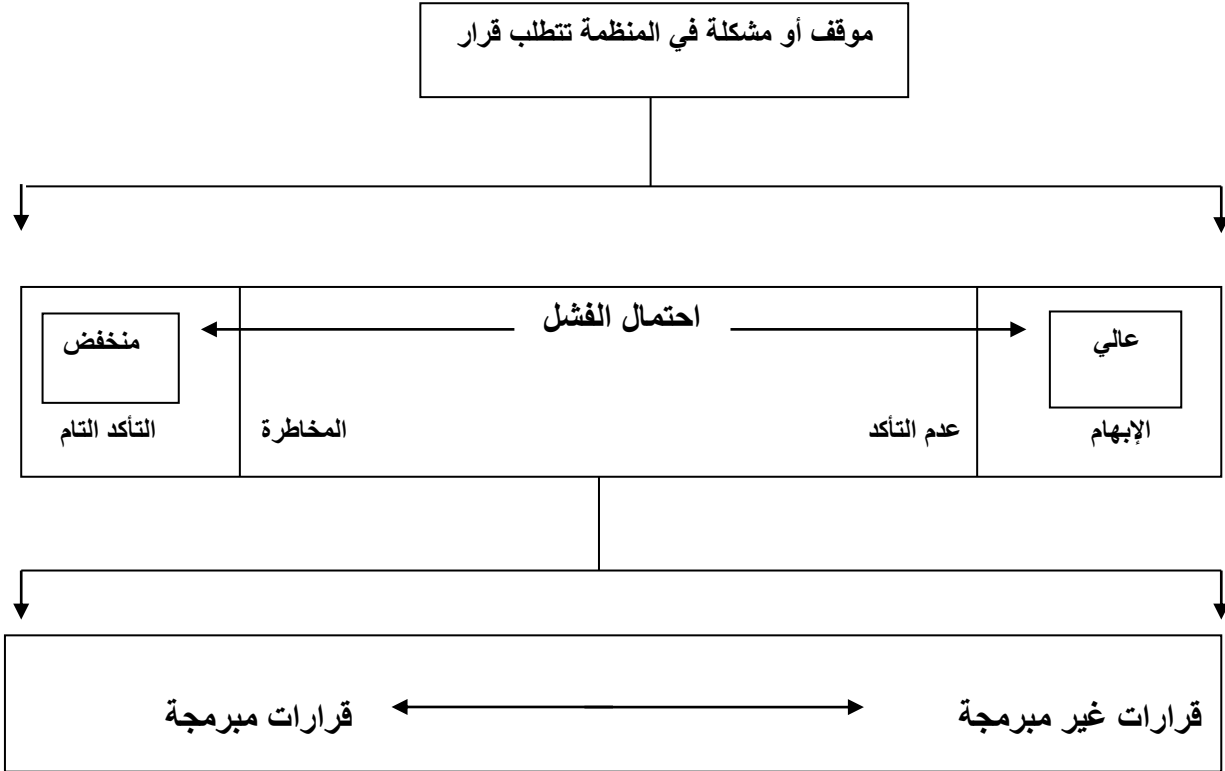 موقف أو مشكلة في المنظمة تتطلب قرار
احتمال الفشل
عالي
منخفض
الإبهام
عدم التأكد
المخاطرة
التأكد التام
قرارات غير مبرمجة
قرارات مبرمجة